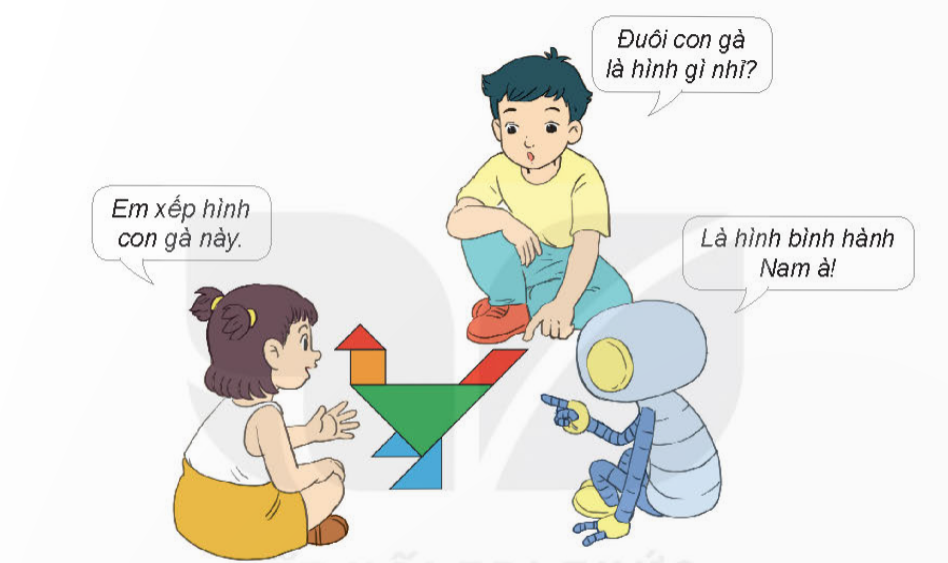 Đuôi con gà
là hình gì nhỉ?
Em xếp hình
con gà này.
Là hình bình hành
Nam à!